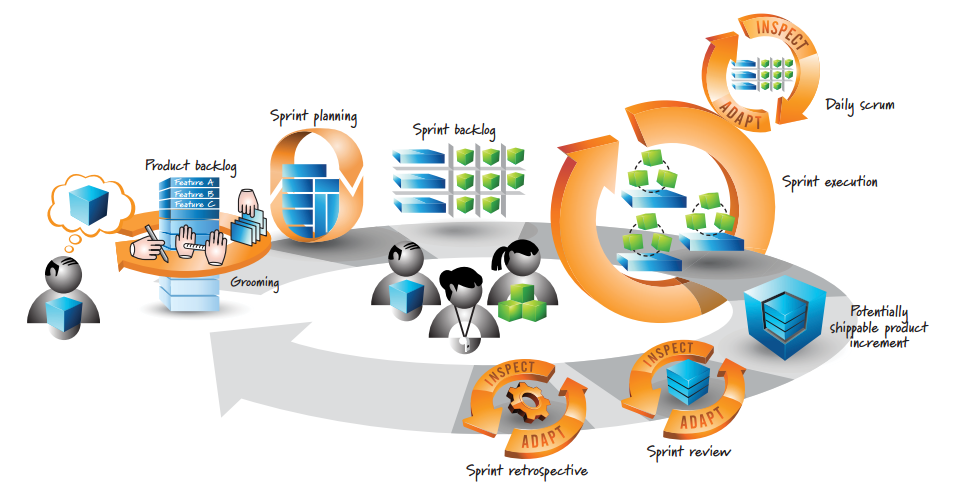 INSPECT
ADAPT
Daily scrum
Sprint planning
Sprint backlog
Product backlog
Feature A
Feature B
Feature C
Sprint execution
Grooming
Potentially
shippable product
increment
INSPECT
ADAPT
Sprint review
INSPECT
ADAPT
Sprint retrospective